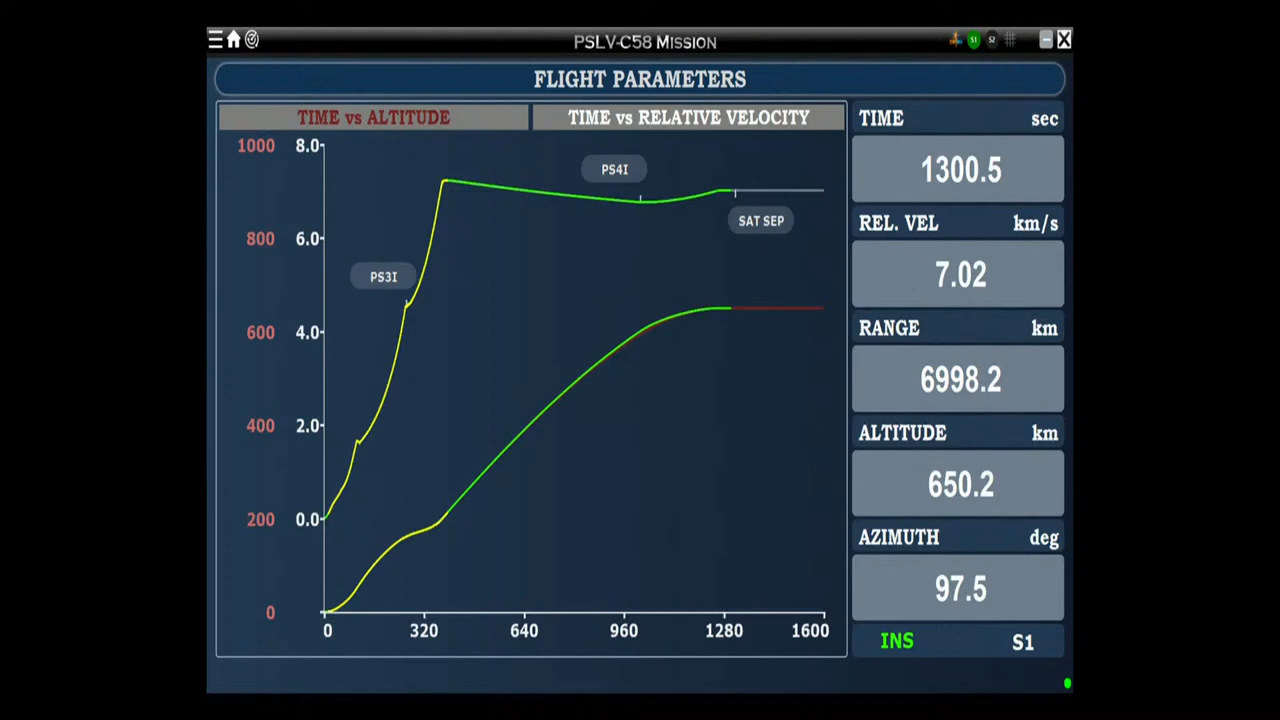 PSLV-C58 Mission
S1
S2
FLIGHT PARAMETERS
TIME vs ALTITUDE
TIME vs RELATIVE VELOCITY
1000
800
600
400
200
0
8.0
6.0
4.0
2.0
0.0
PS3I
PS4I
SAT SEP
0
320
640
960
1280
1600
TIME sec
1300.5
REL. VEL km/s
7.02
RANGE km
6998.2
ALTITUDE km
650.2
AZIMUTH deg
97.5
INS S1